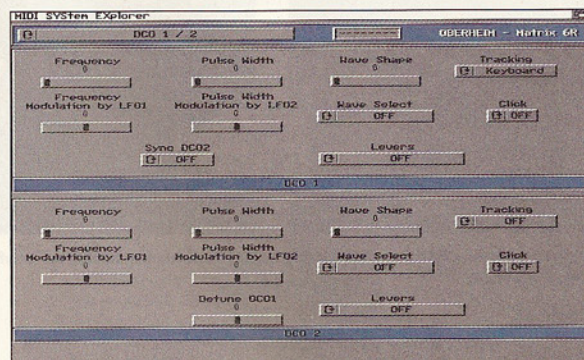 MIDI SYStem EXplorer
DCO 1 / 2 -------- OBERHEIM - Matrix 6R
Frequency Pulse Width Wave Shape Tracking
0 0 0 Keyboard
Frequency Modulation by LFO1 Pulse Width Modulation by LFO2 Wave Select Click
0 0 OFF OFF
Sync DCO2 Levers
OFF OFF
DCO 1
Frequency Pulse Width Wave Shape Tracking
0 0 0 OFF
Frequency Modulation by LFO1 Pulse Width Modulation by LFO2 Wave Select Click
0 0 OFF OFF
Detune DCO1 Levers
0 OFF
DCO 2